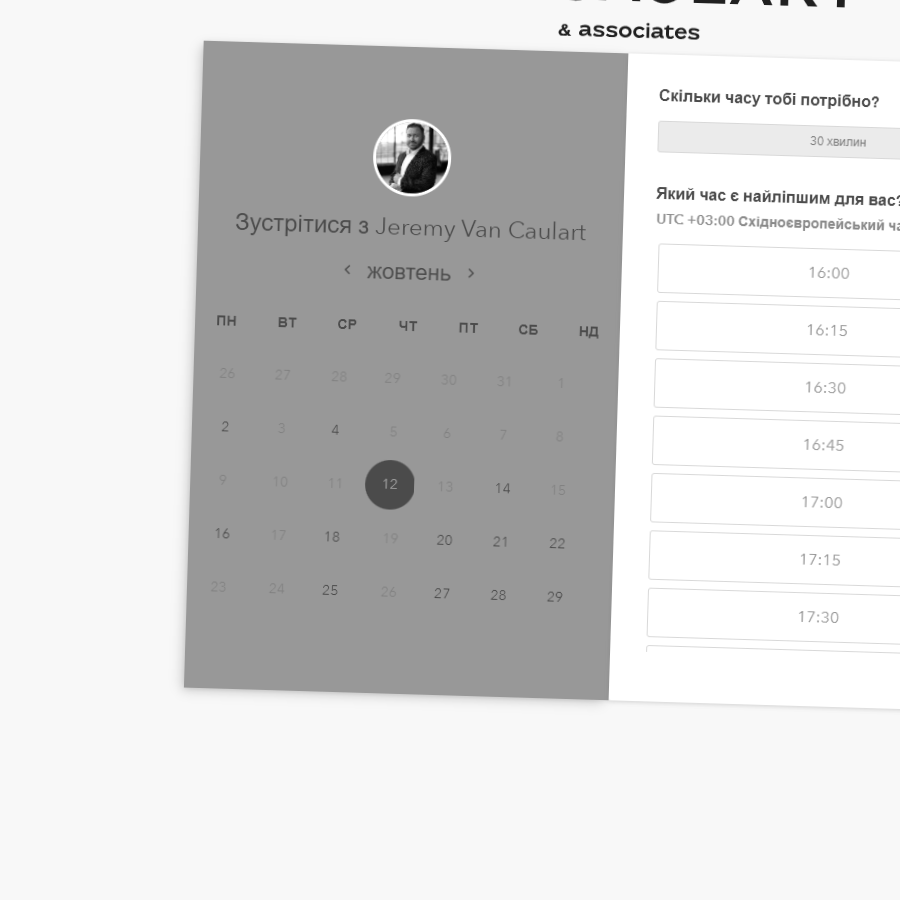 & associates
Зустрітися з Jeremy Van Caulart
жовтень
ПН ВТ СР ЧТ ПТ СБ НД
26 27 28 29 30 31 1
2 3 4 5 6 7 8
9 10 11 12 13 14 15
16 17 18 19 20 21 22
23 24 25 26 27 28 29
Скільки часу тобі потрібно?
30 хвилин
Який час є найліпшим для вас?
UTC +03:00 Східноєвропейський
16:00
16:15
16:30
16:45
17:00
17:15
17:30